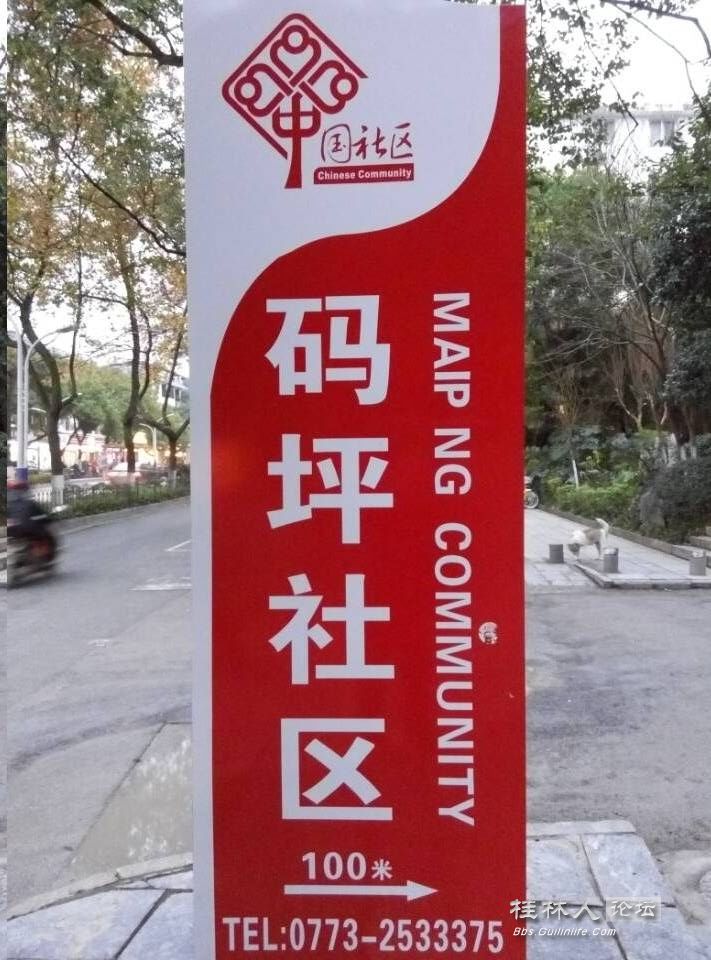 中国社区
Chinese Community
码坪社区
MAIP NG COMMUNITY
100米
TEL:0773-2533375
桂林人论坛
Bbs.Guilinlife.Com